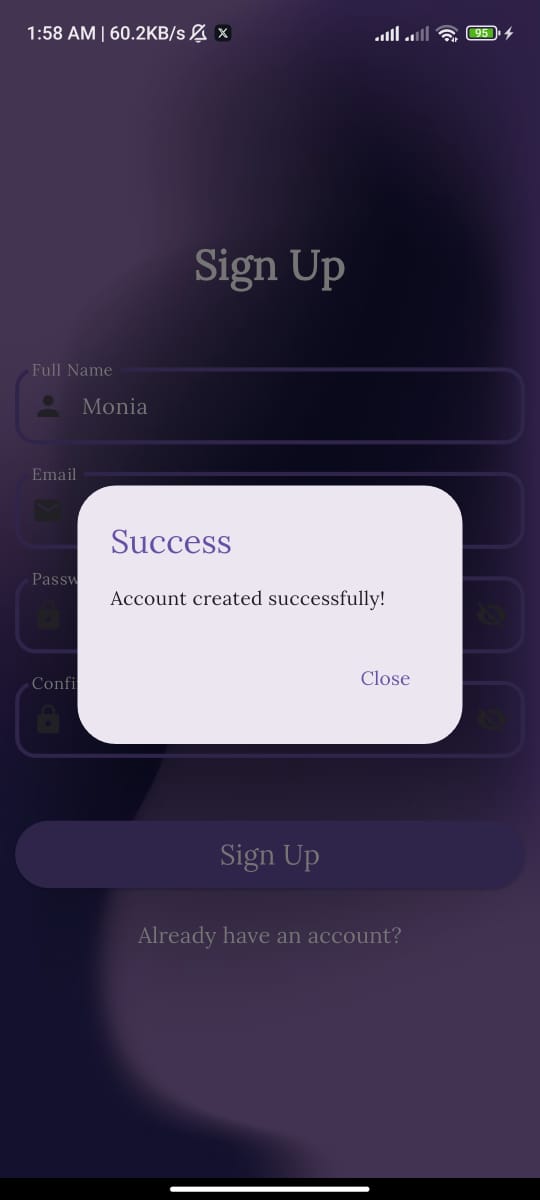 1:58 AM | 60.2KB/s
95
Sign Up
Full Name
Monia
Email
Success
Passw
Account created successfully!
Close
Confi
Sign Up
Already have an account?